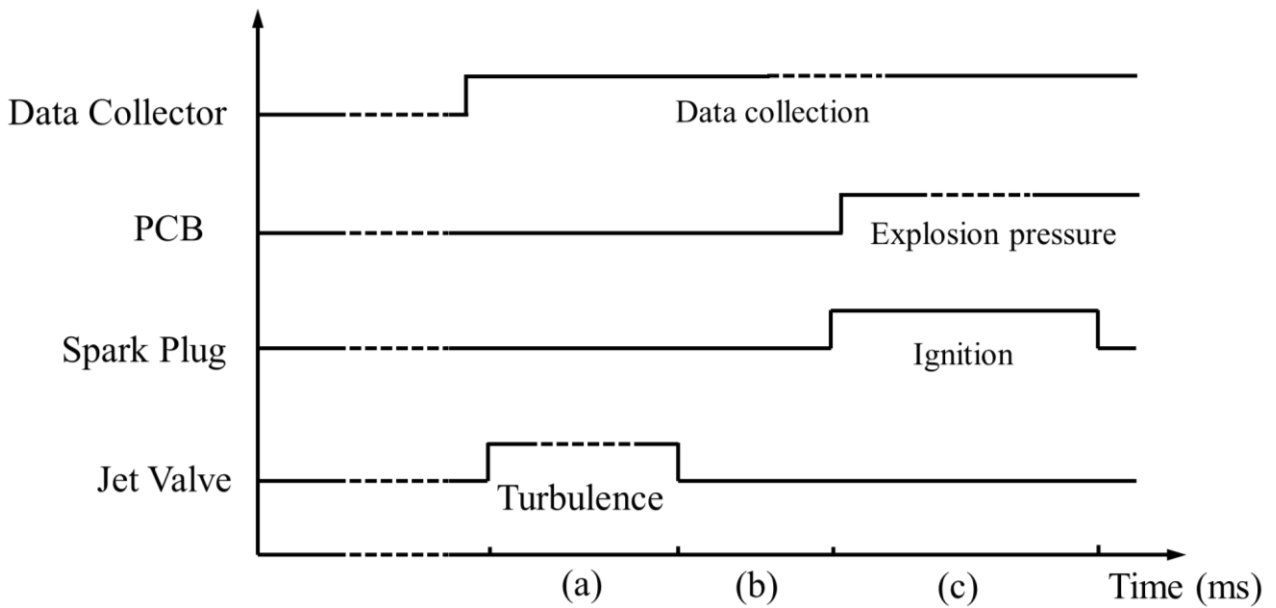 Data Collector
Data collection
PCB
Explosion pressure
Spark Plug
Ignition
Jet Valve
Turbulence
(a) (b) (c) Time (ms)